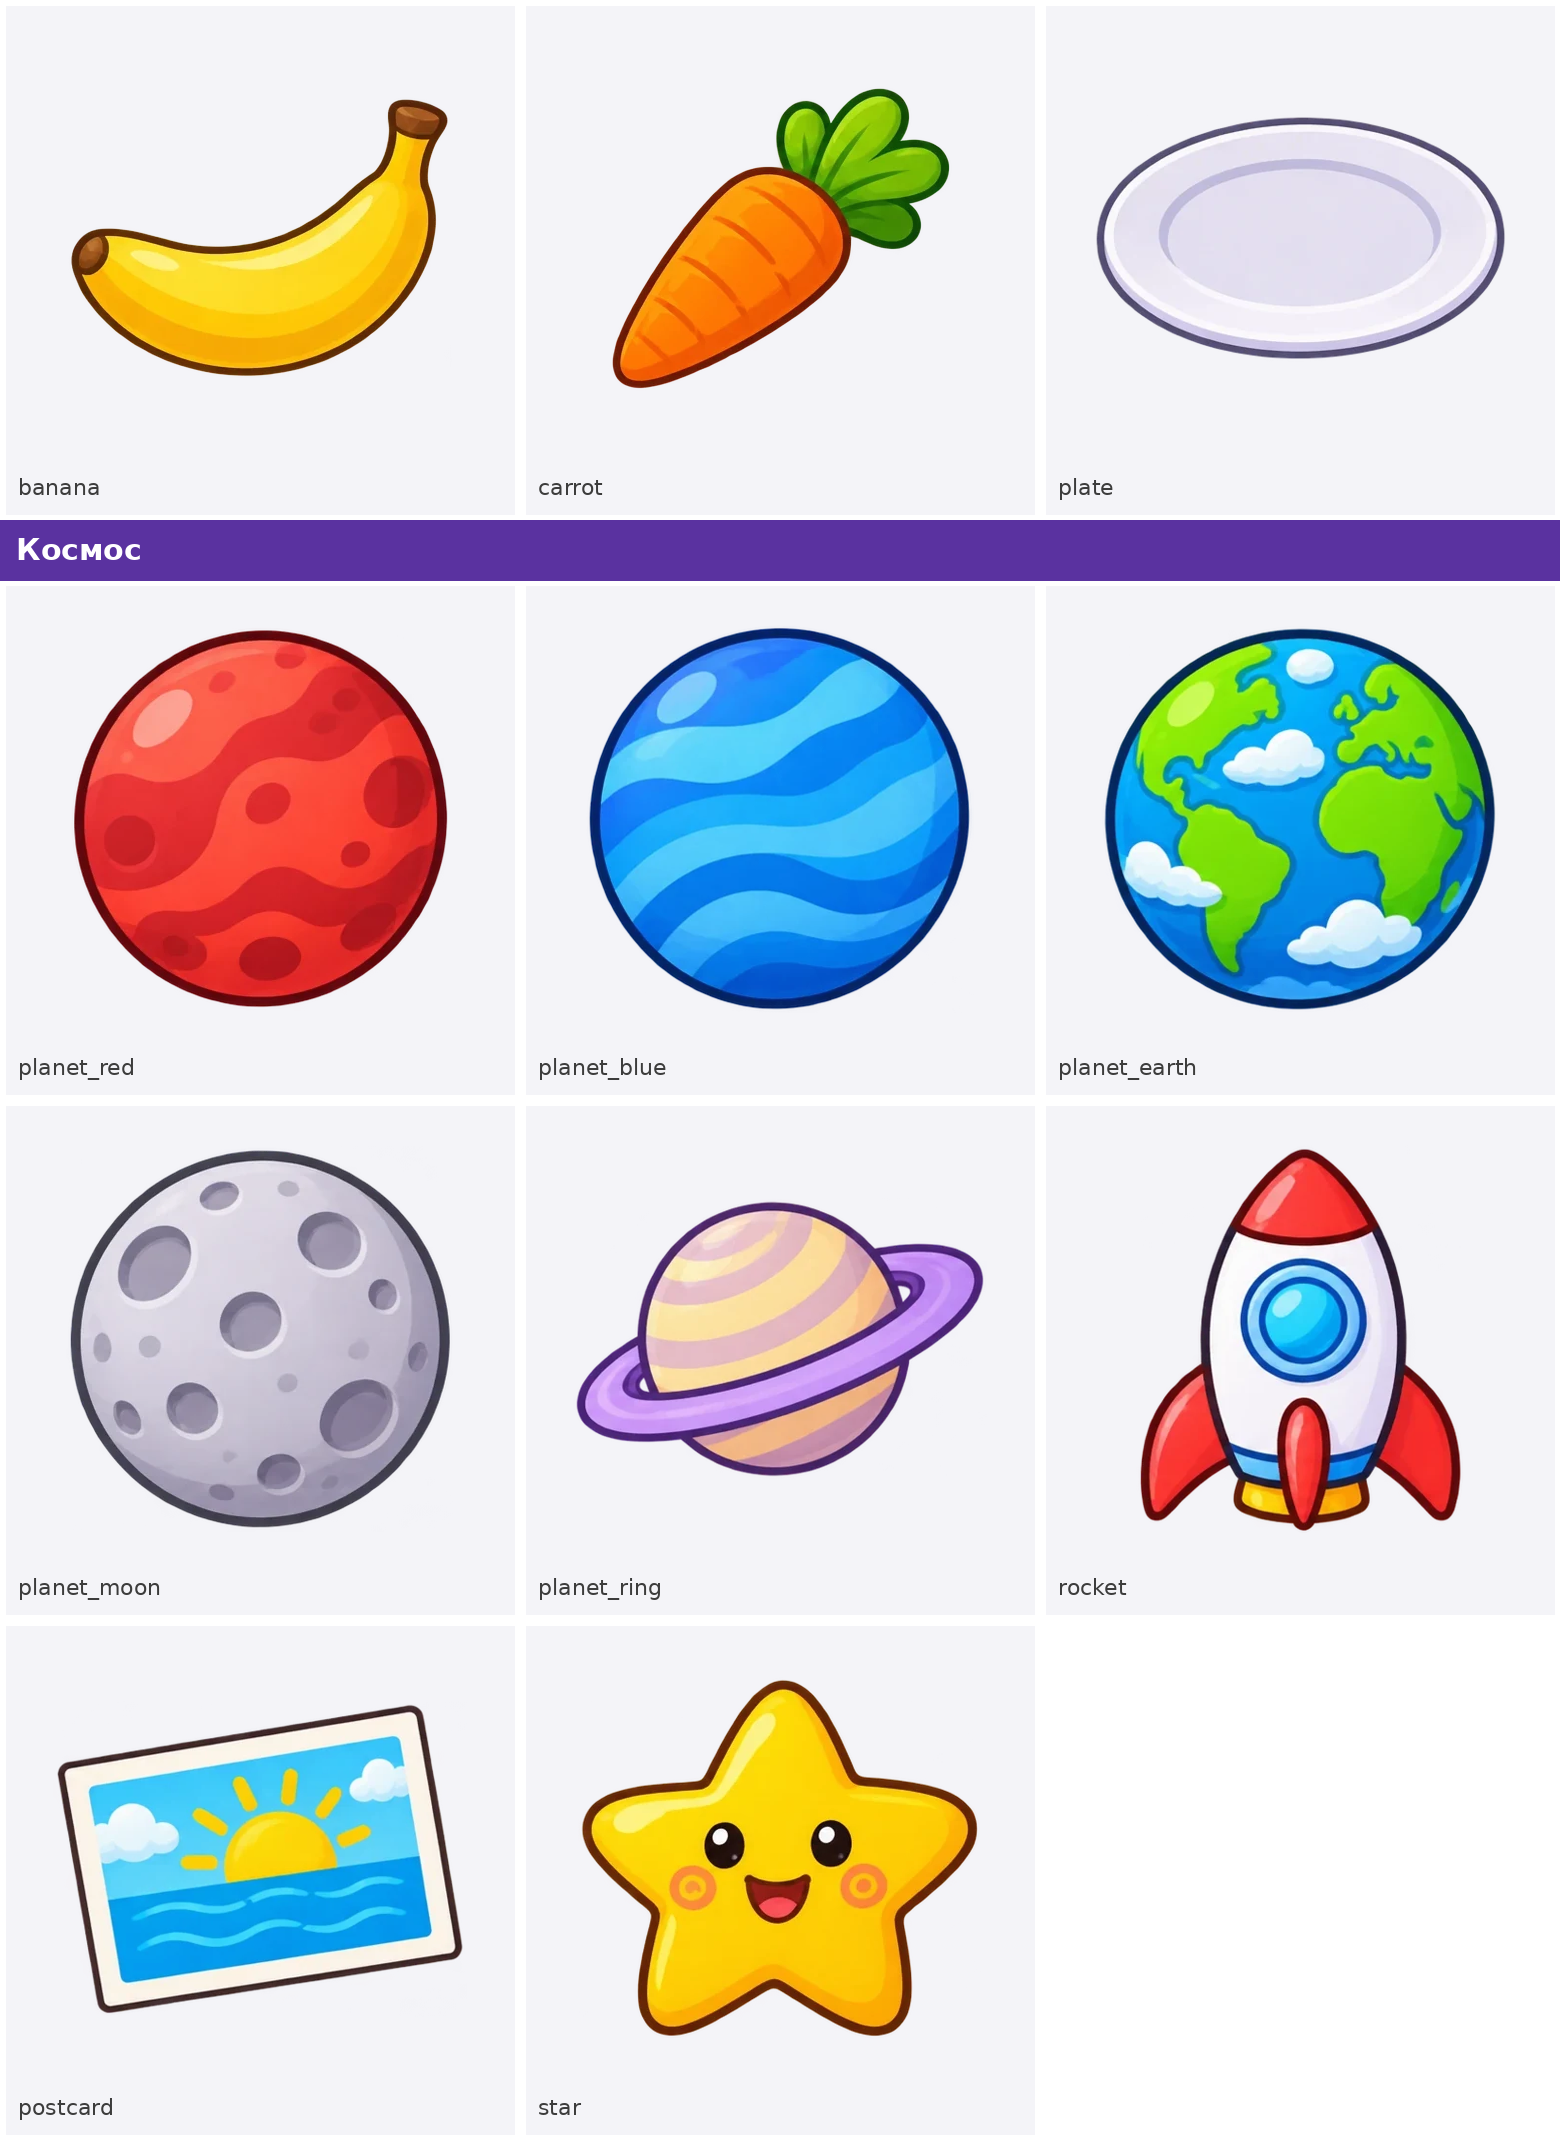 banana
carrot
plate
Космос
planet_red
planet_blue
planet_earth
planet_moon
planet_ring
rocket
postcard
star